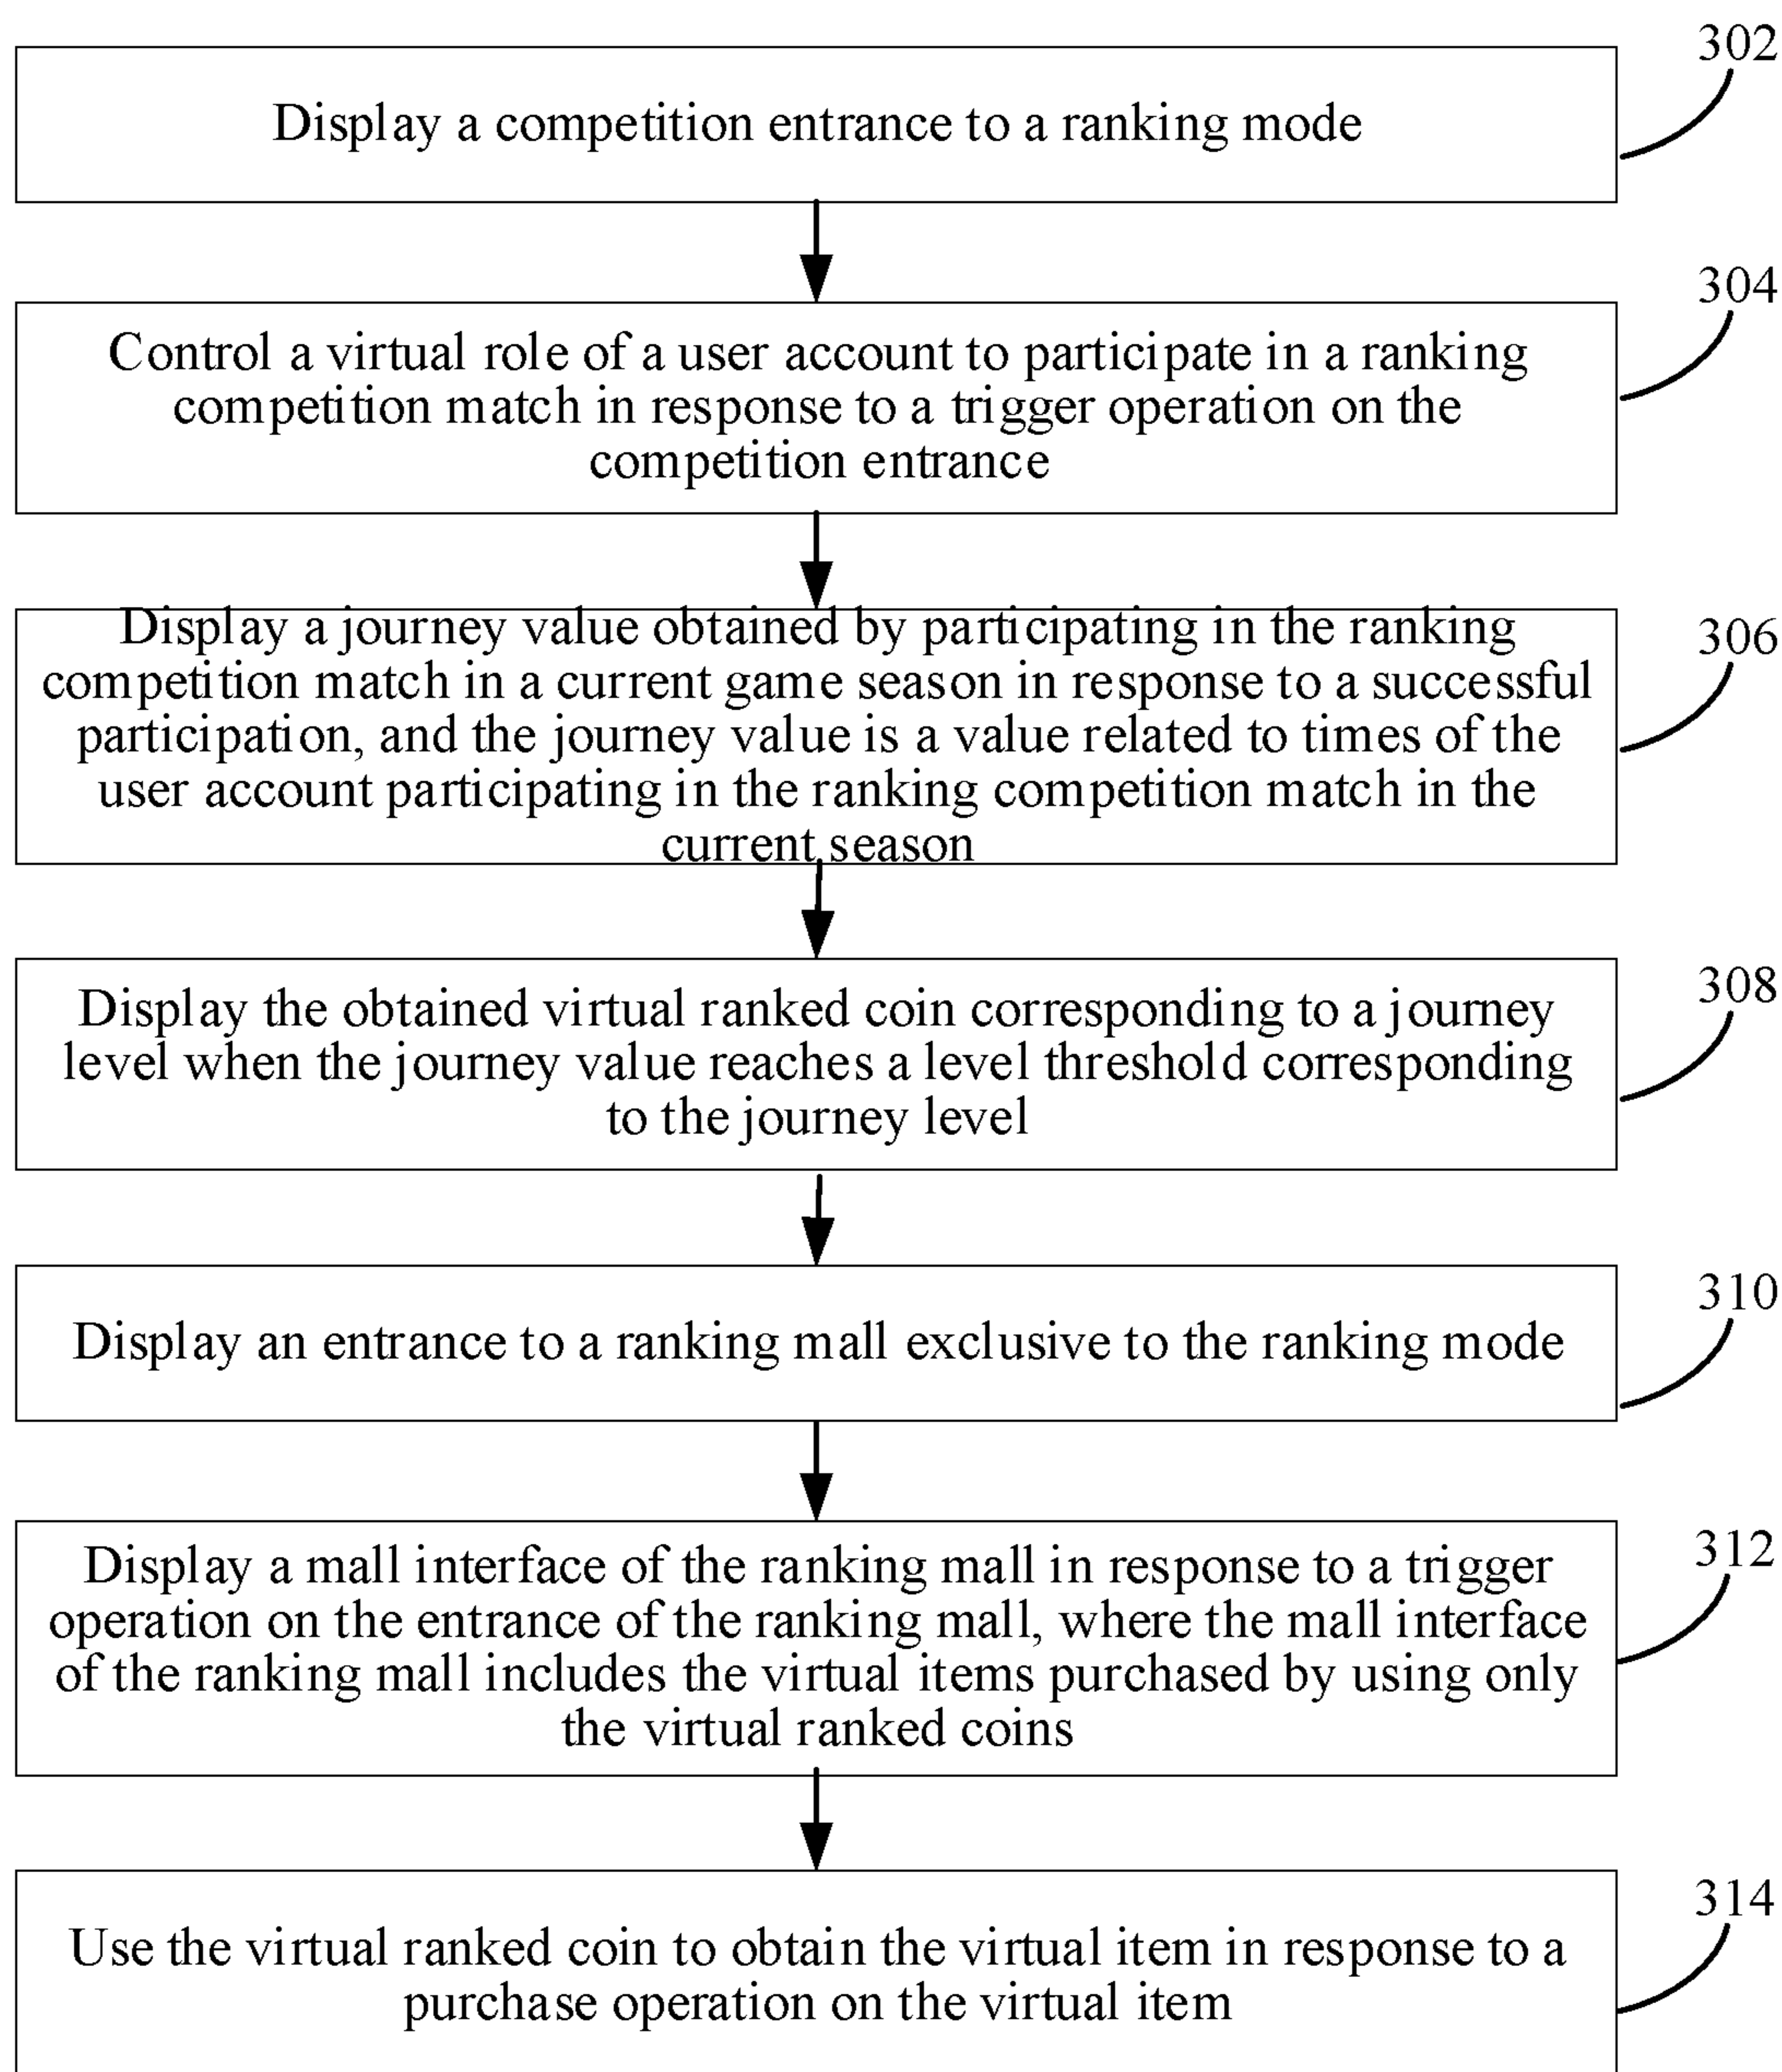 302
Display a competition entrance to a ranking mode
304
Control a virtual role of a user account to participate in a ranking
competition match in response to a trigger operation on the
competition entrance
306
Display a journey value obtained by participating in the ranking
competition match in a current game season in response to a successful
participation, and the journey value is a value related to times of the
user account participating in the ranking competition match in the
current season
308
Display the obtained virtual ranked coin corresponding to a journey
level when the journey value reaches a level threshold corresponding
to the journey level
310
Display an entrance to a ranking mall exclusive to the ranking mode
312
Display a mall interface of the ranking mall in response to a trigger
operation on the entrance of the ranking mall, where the mall interface
of the ranking mall includes the virtual items purchased by using only
the virtual ranked coins
314
Use the virtual ranked coin to obtain the virtual item in response to a
purchase operation on the virtual item